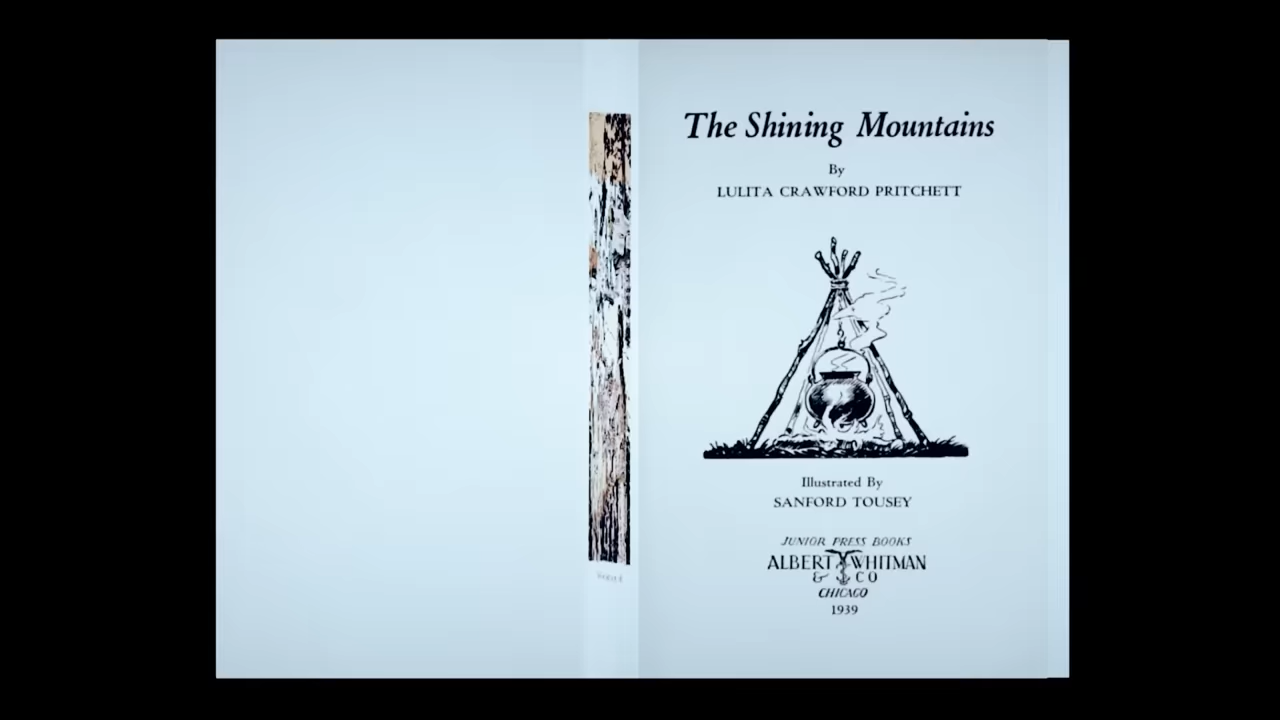 The Shining Mountains
By
LULITA CRAWFORD PRITCHETT
Illustrated By
SANFORD TOUSEY
JUNIOR PRESS BOOKS
ALBERT WHITMAN
& CO
CHICAGO
1939